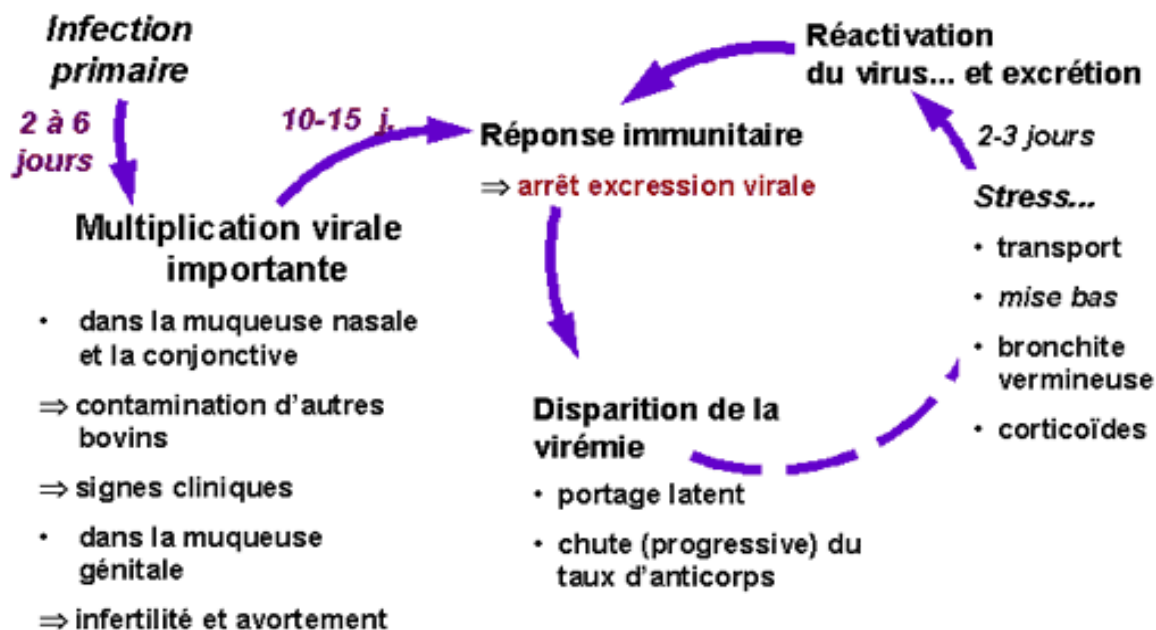 Infection
primaire
2 à 6
jours
Multiplication virale
importante
• dans la muqueuse nasale
et la conjonctive
⇒ contamination d'autres
bovins
⇒ signes cliniques
• dans la muqueuse
génitale
⇒ infertilité et avortement
10-15 j.
Réponse immunitaire
⇒ arrêt excression virale
Disparition de la
virémie
• portage latent
• chute (progressive) du
taux d'anticorps
Stress...
• transport
• mise bas
• bronchite
vermineuse
• corticoïdes
2-3 jours
Réactivation
du virus... et excrétion